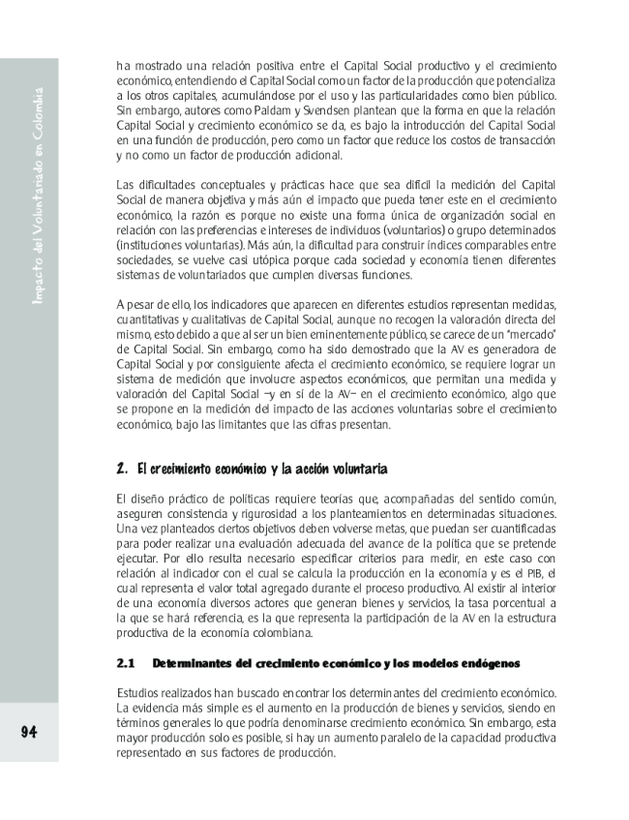 Impacto del Voluntariado en Colombia
ha mostrado una relación positiva entre el Capital Social productivo y el crecimiento
económico, entendiendo el Capital Social como un factor de la producción que potencializa
a los otros capitales, acumulándose por el uso y las particularidades como bien público.
Sin embargo, autores como Paldam y Svendsen plantean que la forma en que la relación
Capital Social y crecimiento económico se da, es bajo la introducción del Capital Social
en una función de producción, pero como un factor que reduce los costos de transacción
y no como un factor de producción adicional.
Las dificultades conceptuales y prácticas hace que sea difícil la medición del Capital
Social de manera objetiva y más aún el impacto que pueda tener este en el crecimiento
económico, la razón es porque no existe una forma única de organización social en
relación con las preferencias e intereses de individuos (voluntarios) o grupo determinados
(instituciones voluntarias). Más aún, la dificultad para construir índices comparables entre
sociedades, se vuelve casi utópica porque cada sociedad y economía tienen diferentes
sistemas de voluntariados que cumplen diversas funciones.
A pesar de ello, los indicadores que aparecen en diferentes estudios representan medidas,
cuantitativas y cualitativas de Capital Social, aunque no recogen la valoración directa del
mismo, esto debido a que al ser un bien eminentemente público, se carece de un "mercado"
de Capital Social. Sin embargo, como ha sido demostrado que la AV es generadora de
Capital Social y por consiguiente afecta el crecimiento económico, se requiere lograr un
sistema de medición que involucre aspectos económicos, que permitan una medida y
valoración del Capital Social –y en sí de la AV– en el crecimiento económico, algo que
se propone en la medición del impacto de las acciones voluntarias sobre el crecimiento
económico, bajo las limitantes que las cifras presentan.
2. El crecimiento económico y la acción voluntaria
El diseño práctico de políticas requiere teorías que, acompañadas del sentido común,
aseguren consistencia y rigurosidad a los planteamientos en determinadas situaciones.
Una vez planteados ciertos objetivos deben volverse metas, que puedan ser cuantificadas
para poder realizar una evaluación adecuada del avance de la política que se pretende
ejecutar. Por ello resulta necesario especificar criterios para medir, en este caso con
relación al indicador con el cual se calcula la producción en la economía y es el PIB, el
cual representa el valor total agregado durante el proceso productivo. Al existir al interior
de una economía diversos actores que generan bienes y servicios, la tasa porcentual a
la que se hará referencia, es la que representa la participación de la AV en la estructura
productiva de la economía colombiana.
2.1 Determinantes del crecimiento económico y los modelos endógenos
Estudios realizados han buscado encontrar los determinantes del crecimiento económico.
La evidencia más simple es el aumento en la producción de bienes y servicios, siendo en
términos generales lo que podría denominarse crecimiento económico. Sin embargo, esta
mayor producción solo es posible, si hay un aumento paralelo de la capacidad productiva
representado en sus factores de producción.
94